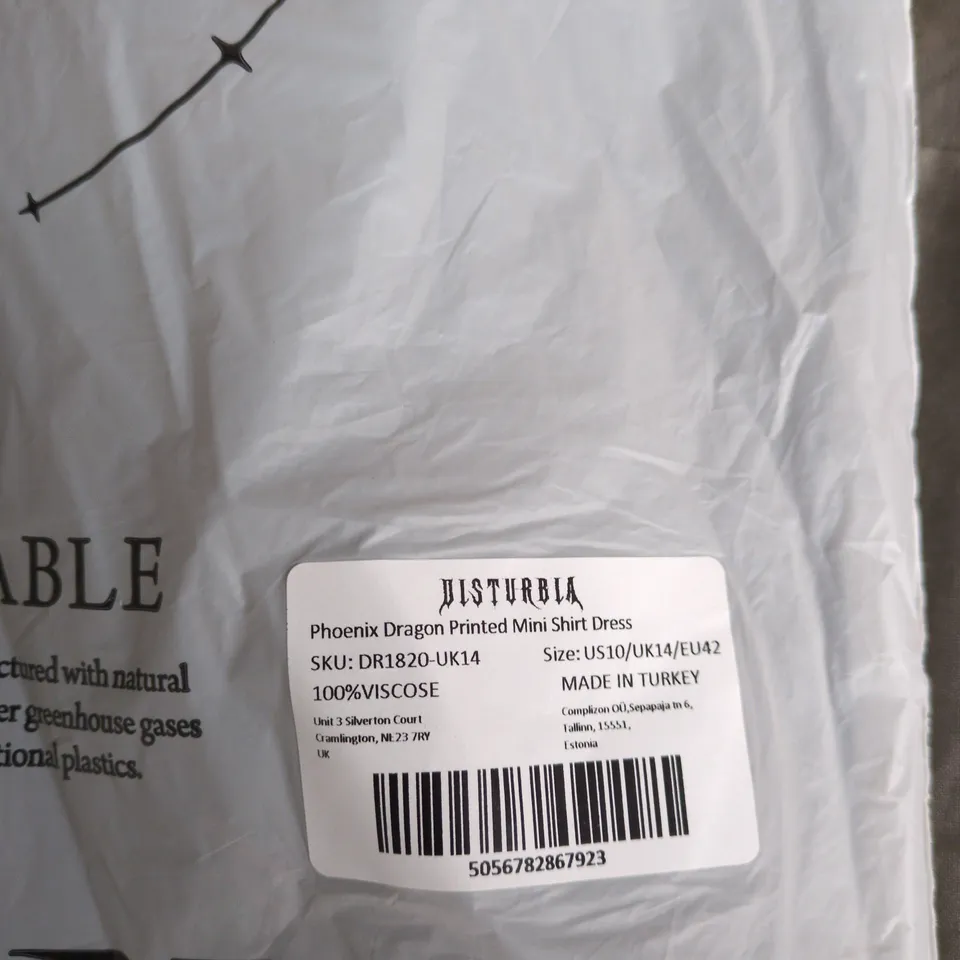 ABLE
ctured with natural
er greenhouse gases
tional plastics.
DISTURBIA
Phoenix Dragon Printed Mini Shirt Dress
SKU: DR1820-UK14
Size: US10/UK14/EU42
100%VISCOSE
MADE IN TURKEY
Unit 3 Silverton Court
Cramlington, NE23 7RY
UK
Complizon OÜ,Sepapaja tn 6,
Tallinn, 15551,
Estonia
5056782867923